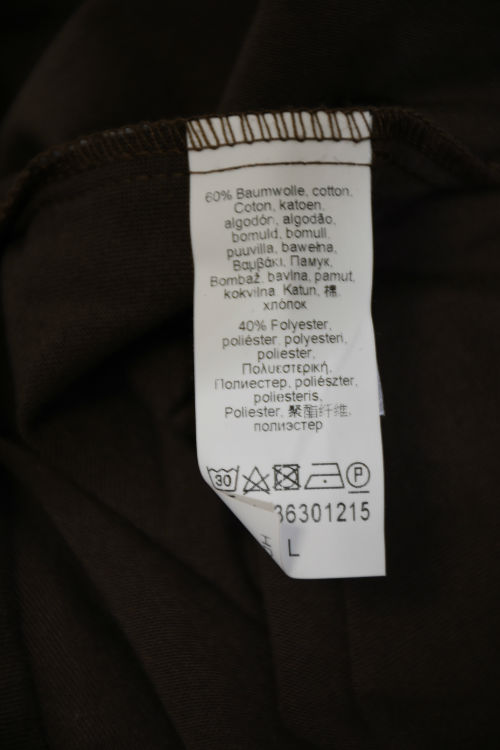 60% Baumwolle, cotton,
Coton, katoen,
algodón, algodão,
bomuld, bomull,
puuvilla, bawełna,
Βαμβάκι, Памук,
Bombaž. bavlna, pamut,
kokvilna Katun, 棉,
хлопок
40% Polyester,
poliéster, polyesteri,
poliester,
Πολυεστερική,
Полиестер, poliészter,
poliesteris,
Poliester, 聚酯纤维,
полиэстер
30 P
36301215
L